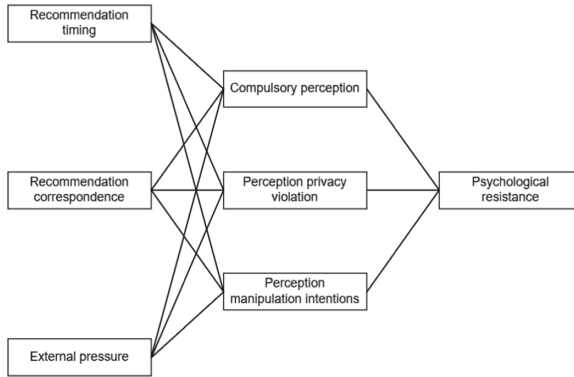 Recommendation
timing
Compulsory perception
Recommendation
correspondence
Perception privacy
violation
Psychological
resistance
Perception
manipulation intentions
External pressure